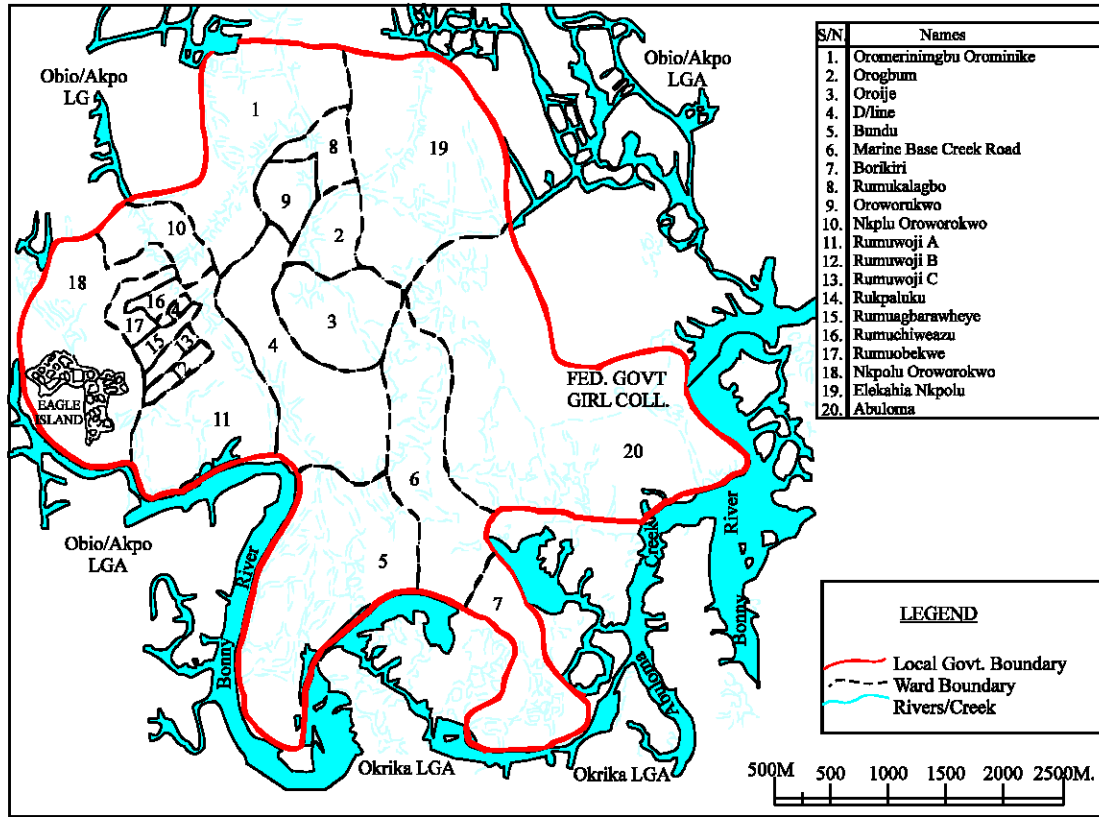 Obio/Akpo
LG
Obio/Akpo
LGA
1
8
19
9
2
10
18
16
4
17
15
13
12
3
4
EAGLE
ISLAND
11
FED. GOVT
GIRL COLL.
20
6
5
7
Obio/Akpo
LGA
River
Bonny
Creek
Abuloma
River
Bonny
Okrika LGA
Okrika LGA
S/N. Names
1. Oromeriningbu Orominike
2. Orogbum
3. Oroije
4. D/line
5. Bundu
6. Marine Base Creek Road
7. Borikiri
8. Rumukalagbo
9. Oroworukwo
10. Nkplu Oroworokwo
11. Rumuwoji A
12. Rumuwoji B
13. Rumuwoji C
14. Rukpaluku
15. Rumuagbarawheye
16. Rumuchiweazu
17. Rumuobekwe
18. Nkpolu Oroworokwo
19. Elekahia Nkpolu
20. Abuloma
LEGEND
Local Govt. Boundary
Ward Boundary
Rivers/Creek
500M. 500 1000 1500 2000 2500M.